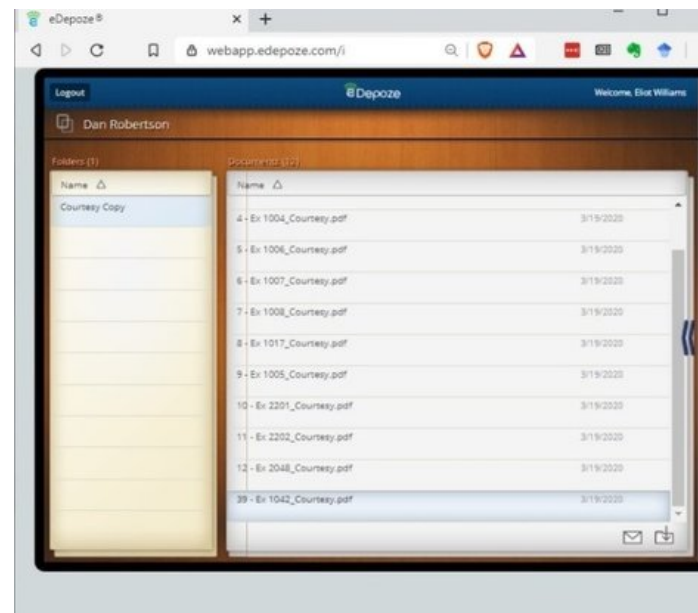 eDepoze®
webapp.edepoze.com/i
Logout
eDepoze
Welcome, Eliot Williams
Dan Robertson
Folders (1)
Documents (12)
Name
Name
Courtesy Copy
4 - Ex 1004_Courtesy.pdf 3/19/2020
5 - Ex 1006_Courtesy.pdf 3/19/2020
6 - Ex 1007_Courtesy.pdf 3/19/2020
7 - Ex 1008_Courtesy.pdf 3/19/2020
8 - Ex 1017_Courtesy.pdf 3/19/2020
9 - Ex 1005_Courtesy.pdf 3/19/2020
10 - Ex 2201_Courtesy.pdf 3/19/2020
11 - Ex 2202_Courtesy.pdf 3/19/2020
12 - Ex 2048_Courtesy.pdf 3/19/2020
39 - Ex 1042_Courtesy.pdf 3/19/2020